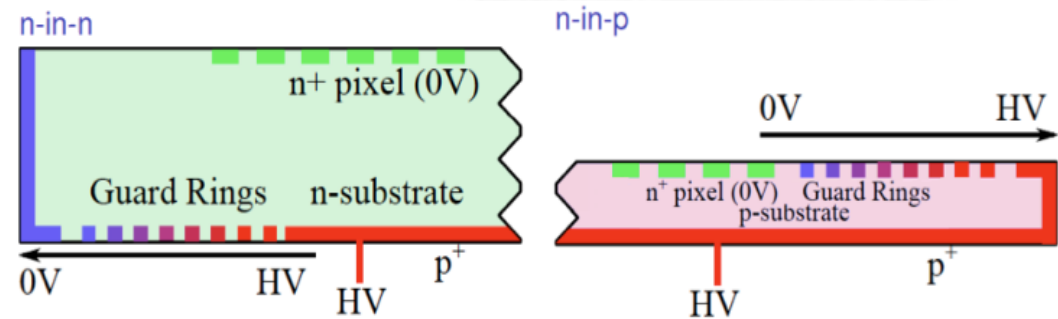 n-in-n
n+ pixel (0V)
Guard Rings n-substrate
0V HV HV p+
n-in-p
0V HV
n+ pixel (0V) Guard Rings
p-substrate
HV p+